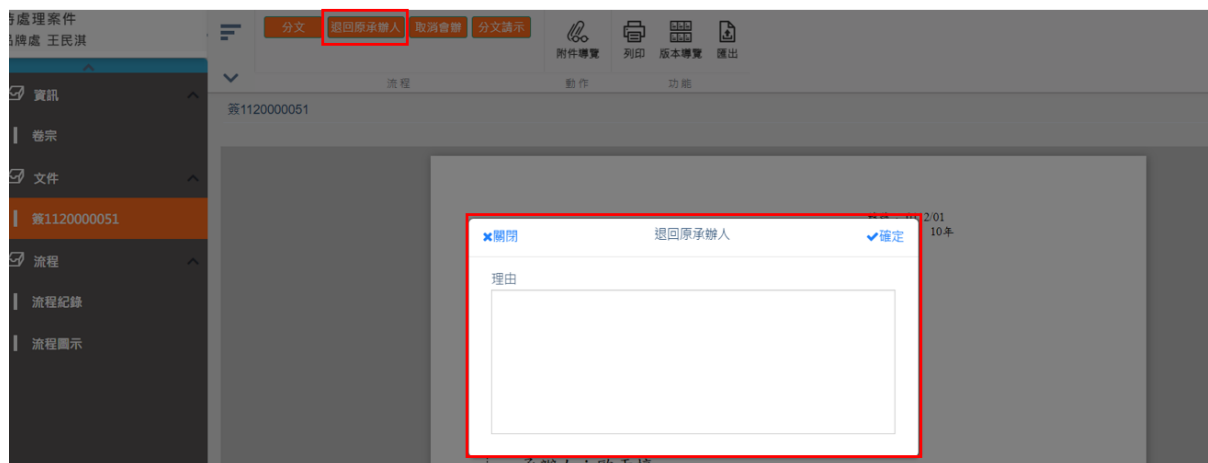 待處理案件
品牌處 王民淇
分文 退回原承辦人 取消會辦 分文請示
附件導覽 列印 版本導覽 匯出
流程 動作 功能
資訊
卷宗
文件
簽1120000051
流程
流程紀錄
流程圖示
簽1120000051
2/01
10年
關閉 退回原承辦人 確定
理由